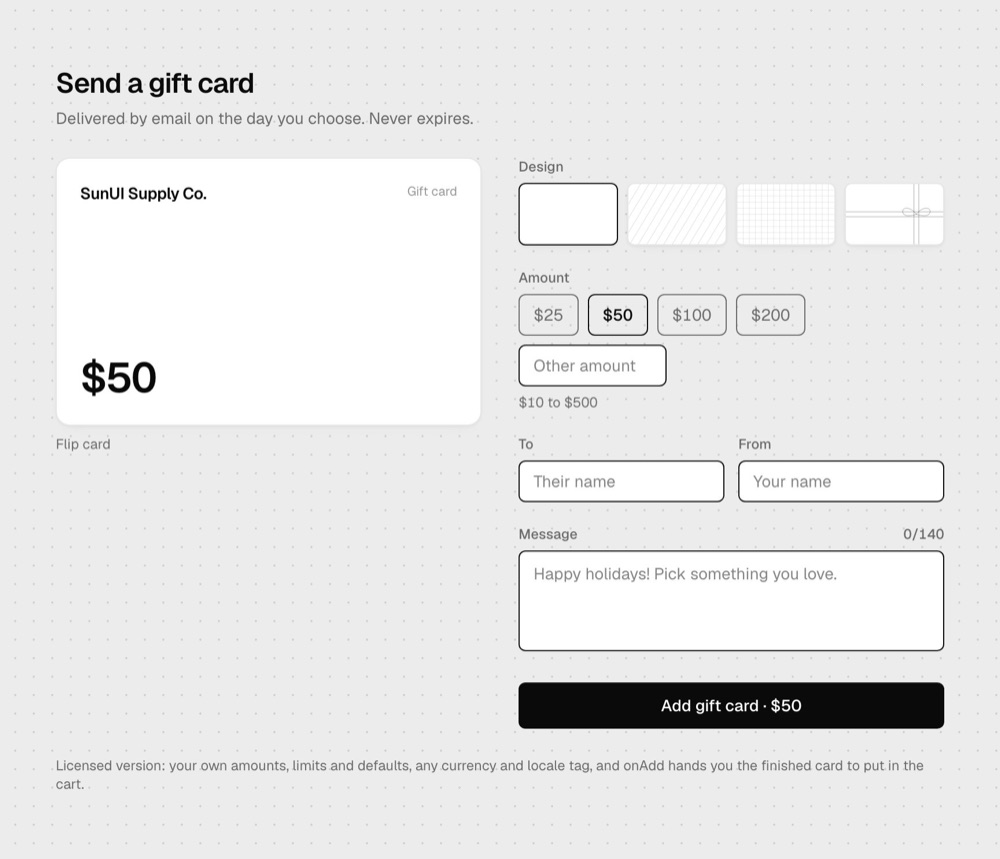 Send a gift card
Delivered by email on the day you choose. Never expires.
SunUI Supply Co.
Gift card
$50
Flip card
Design
Amount
$25
$50
$100
$200
Other amount
$10 to $500
To
From
Their name
Your name
Message
0/140
Happy holidays! Pick something you love.
Add gift card · $50
Licensed version: your own amounts, limits and defaults, any currency and locale tag, and onAdd hands you the finished card to put in the
cart.